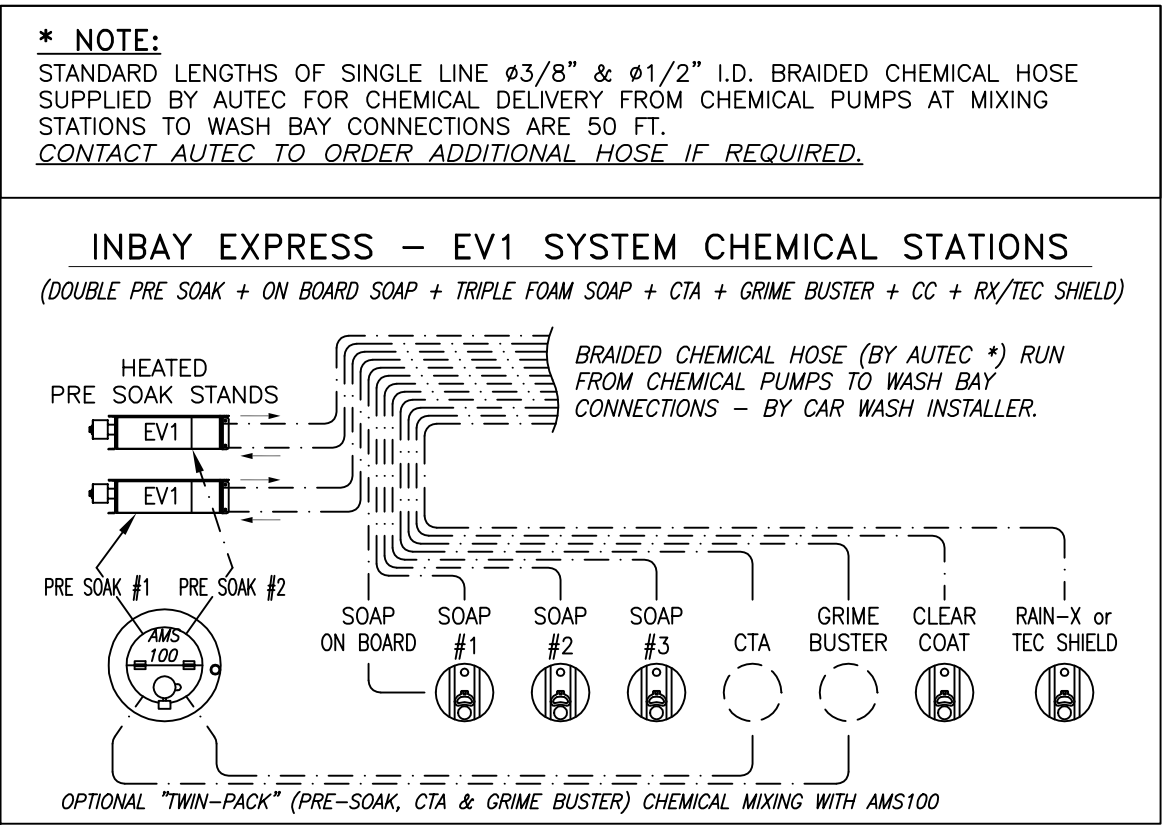 * NOTE:
STANDARD LENGTHS OF SINGLE LINE ø3/8" & ø1/2" I.D. BRAIDED CHEMICAL HOSE
SUPPLIED BY AUTEC FOR CHEMICAL DELIVERY FROM CHEMICAL PUMPS AT MIXING
STATIONS TO WASH BAY CONNECTIONS ARE 50 FT.
CONTACT AUTEC TO ORDER ADDITIONAL HOSE IF REQUIRED.
INBAY EXPRESS – EV1 SYSTEM CHEMICAL STATIONS
(DOUBLE PRE SOAK + ON BOARD SOAP + TRIPLE FOAM SOAP + CTA + GRIME BUSTER + CC + RX/TEC SHIELD)
HEATED
PRE SOAK STANDS
EV1
EV1
BRAIDED CHEMICAL HOSE (BY AUTEC *) RUN
FROM CHEMICAL PUMPS TO WASH BAY
CONNECTIONS – BY CAR WASH INSTALLER.
PRE SOAK #1
PRE SOAK #2
AMS
100
SOAP
ON BOARD
SOAP
#1
SOAP
#2
SOAP
#3
CTA
GRIME
BUSTER
CLEAR
COAT
RAIN-X or
TEC SHIELD
OPTIONAL "TWIN-PACK" (PRE-SOAK, CTA & GRIME BUSTER) CHEMICAL MIXING WITH AMS100